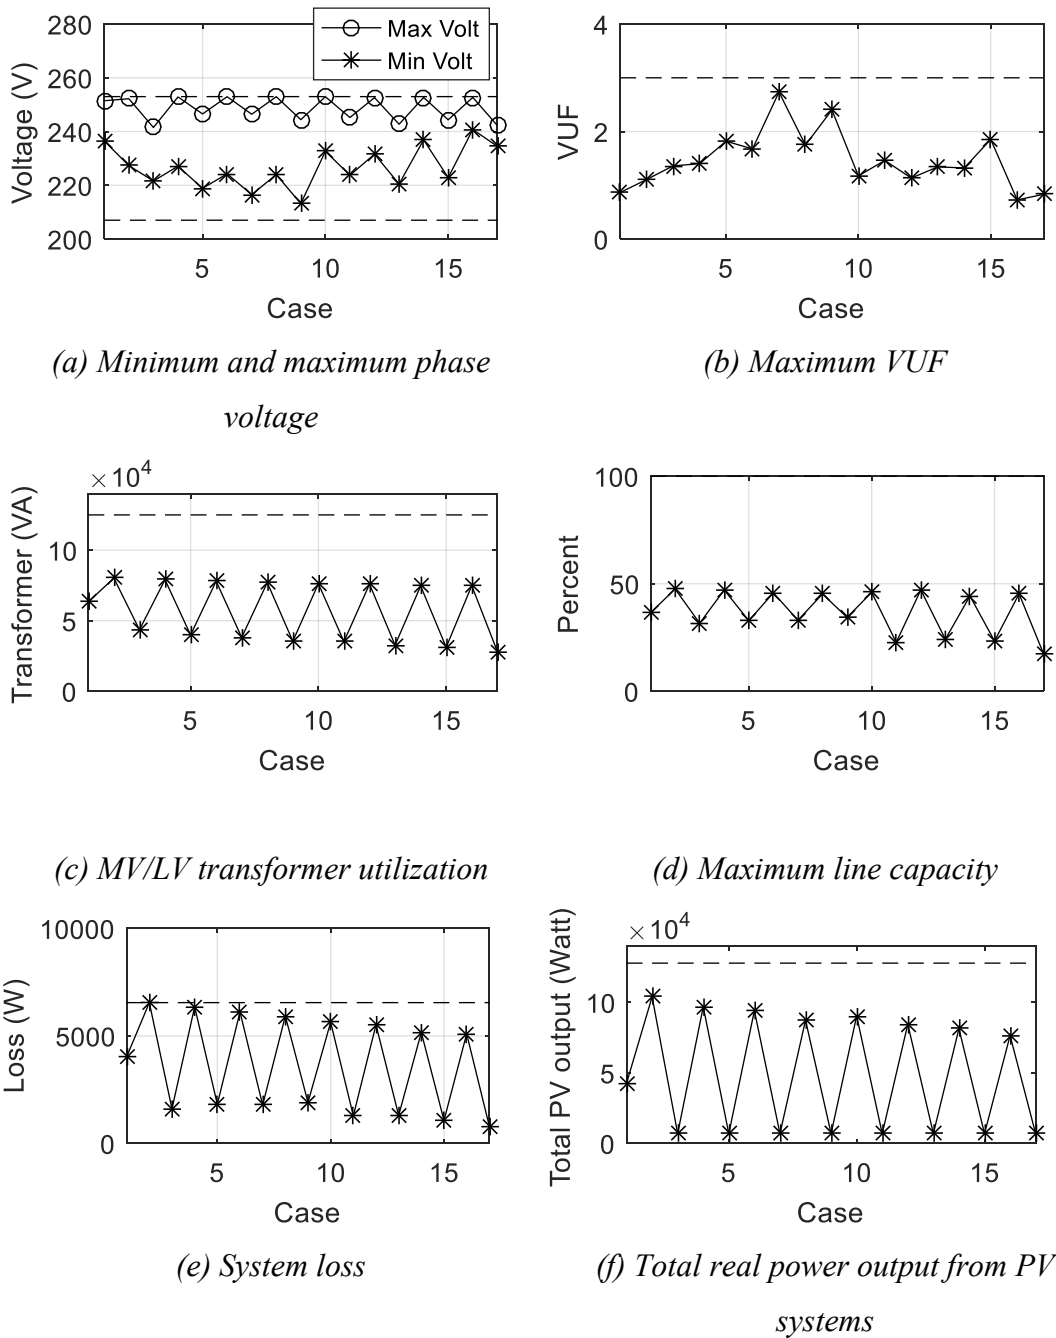 280
260
240
220
200
Voltage (V)
Max Volt
Min Volt
5
10
15
Case
(a) Minimum and maximum phase
voltage
4
2
0
VUF
5
10
15
Case
(b) Maximum VUF
×10⁴
10
5
0
Transformer (VA)
5
10
15
Case
(c) MV/LV transformer utilization
100
50
0
Percent
5
10
15
Case
(d) Maximum line capacity
10000
5000
0
Loss (W)
5
10
15
Case
(e) System loss
×10⁴
10
5
0
Total PV output (Watt)
5
10
15
Case
(f) Total real power output from PV
systems